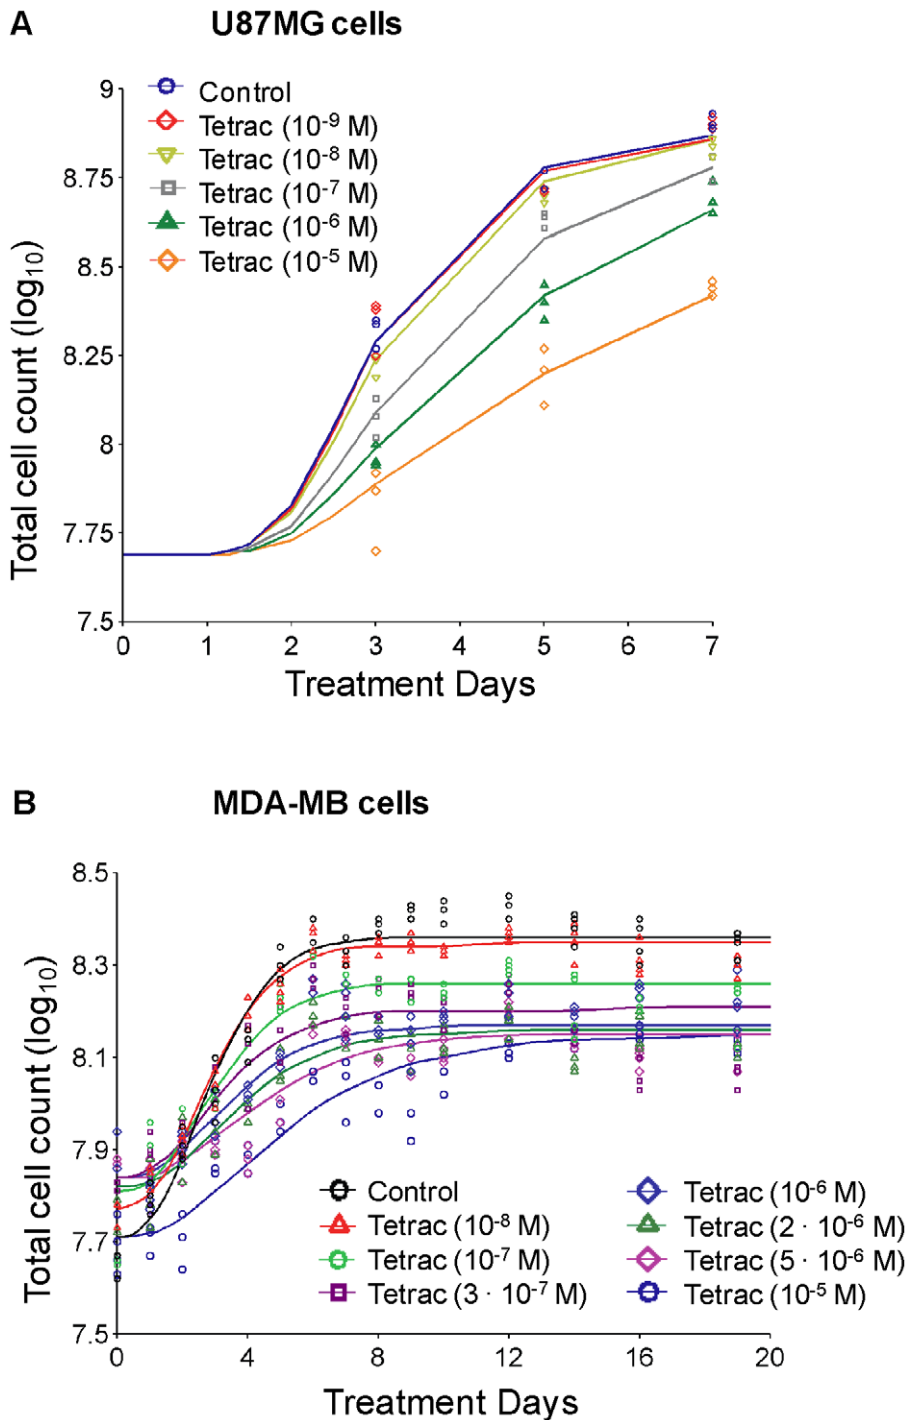 A U87MG cells
9
8.75
8.5
8.25
8
7.75
7.5
Total cell count (log₁₀)
Control
Tetrac (10⁻⁹ M)
Tetrac (10⁻⁸ M)
Tetrac (10⁻⁷ M)
Tetrac (10⁻⁶ M)
Tetrac (10⁻⁵ M)
0 1 2 3 4 5 6 7
Treatment Days
B MDA-MB cells
8.5
8.3
8.1
7.9
7.7
7.5
Total cell count (log₁₀)
Control
Tetrac (10⁻⁸ M)
Tetrac (10⁻⁷ M)
Tetrac (3 · 10⁻⁷ M)
Tetrac (10⁻⁶ M)
Tetrac (2 · 10⁻⁶ M)
Tetrac (5 · 10⁻⁶ M)
Tetrac (10⁻⁵ M)
0 4 8 12 16 20
Treatment Days